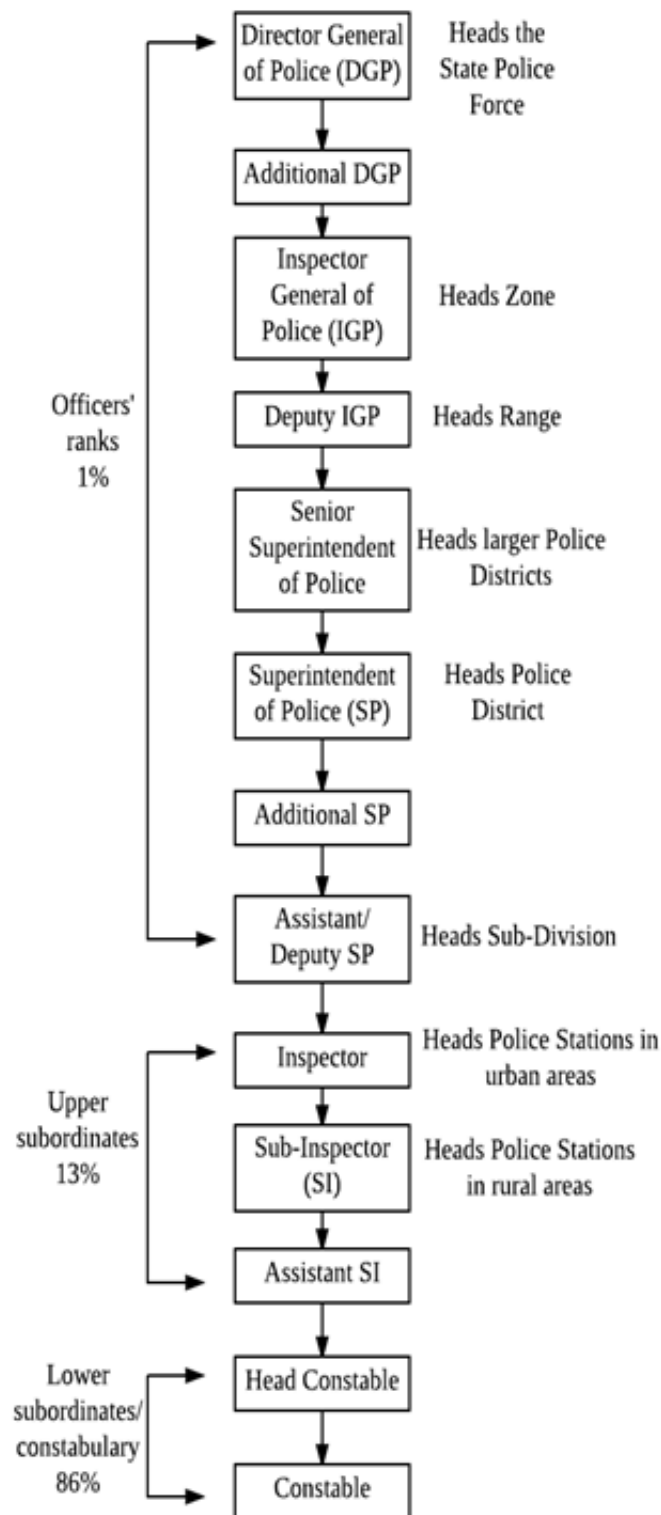 Director General
of Police (DGP)
Heads the
State Police
Force
Additional DGP
Inspector
General of
Police (IGP)
Heads Zone
Officers'
ranks
1%
Deputy IGP
Heads Range
Senior
Superintendent
of Police
Heads larger Police
Districts
Superintendent
of Police (SP)
Heads Police
District
Additional SP
Assistant/
Deputy SP
Heads Sub-Division
Inspector
Heads Police Stations in
urban areas
Upper
subordinates
13%
Sub-Inspector
(SI)
Heads Police Stations
in rural areas
Assistant SI
Lower
subordinates/
constabulary
86%
Head Constable
Constable